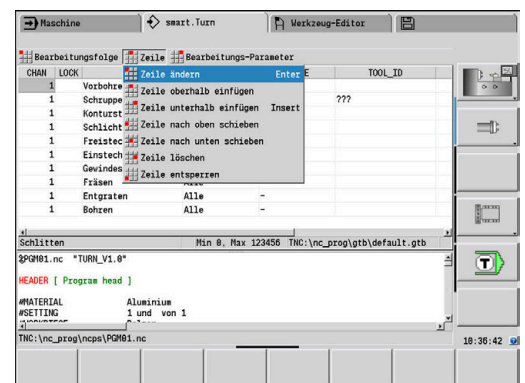 Maschine smart.Turn Werkzeug-Editor
Bearbeitungsfolge Zeile Bearbeitungs-Parameter
CHAN LOCK E TOOL_ID
Zeile ändern Enter
Zeile oberhalb einfügen
Zeile unterhalb einfügen Insert
Zeile nach oben schieben
Zeile nach unten schieben
Zeile löschen
Zeile entsperren
1 Vorbohre
1 Schruppe ???
1 Konturst
1 Schlicht
1 Freistec
1 Einstech
1 Gewindes
1 Fräsen Alle
1 Entgraten Alle -
1 Bohren Alle -
Schlitten Min 0, Max 123456 TNC:\nc_prog\gtb\default.gtb
PGM01.nc "TURN_V1.0"
HEADER [ Program head ]
#MATERIAL Aluminium
#SETTING 1 und von 1
TNC:\nc_prog\ncps\PGM01.nc
T
18:36:42